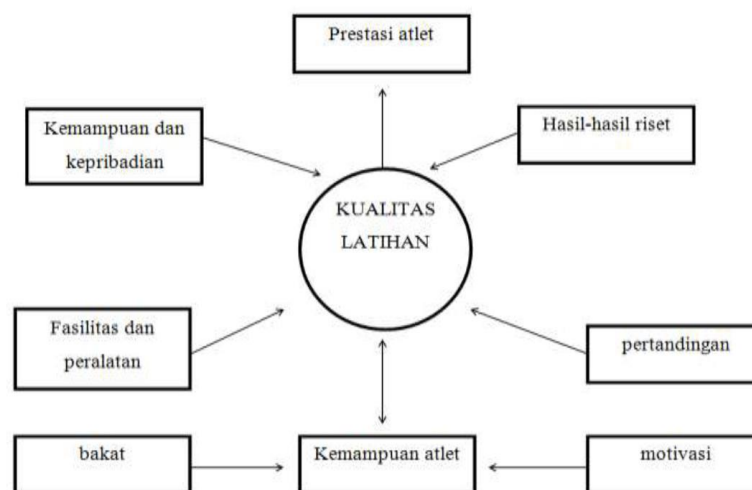 Prestasi atlet
Kemampuan dan
kepribadian
Hasil-hasil riset
KUALITAS
LATIHAN
Fasilitas dan
peralatan
pertandingan
bakat
Kemampuan atlet
motivasi